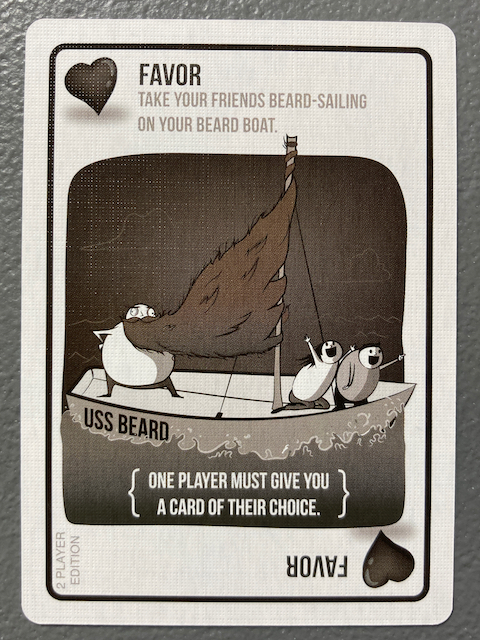 FAVOR
TAKE YOUR FRIENDS BEARD-SAILING
ON YOUR BEARD BOAT.
USS BEARD
{ ONE PLAYER MUST GIVE YOU
A CARD OF THEIR CHOICE. }
2 PLAYER
EDITION
FAVOR